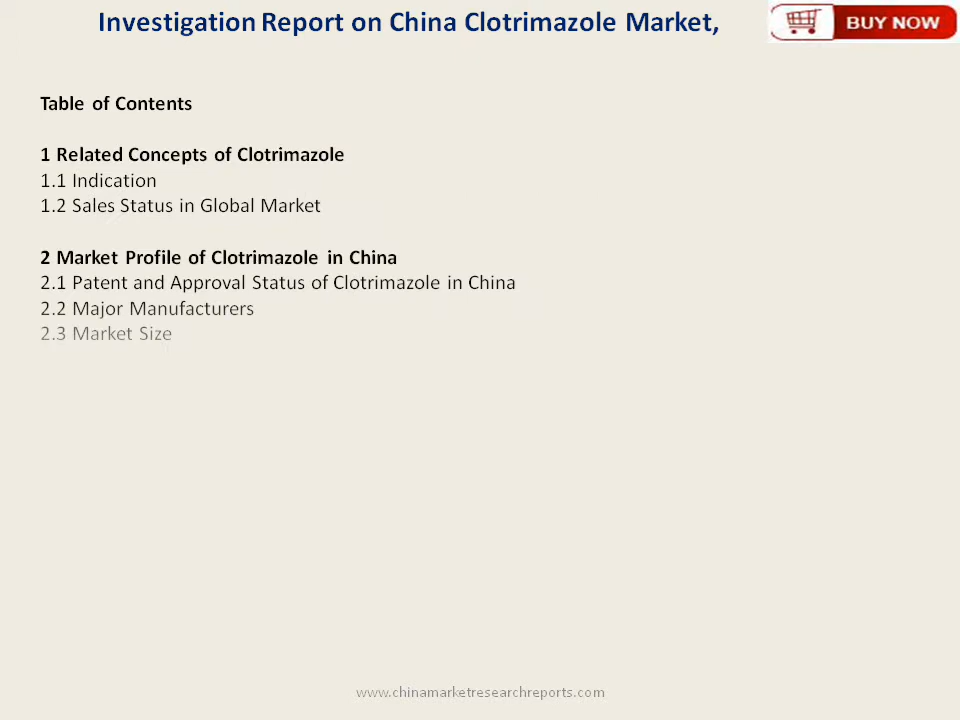 Investigation Report on China Clotrimazole Market,
BUY NOW
Table of Contents
1 Related Concepts of Clotrimazole
1.1 Indication
1.2 Sales Status in Global Market
2 Market Profile of Clotrimazole in China
2.1 Patent and Approval Status of Clotrimazole in China
2.2 Major Manufacturers
2.3 Market Size
www.chinamarketresearchreports.com